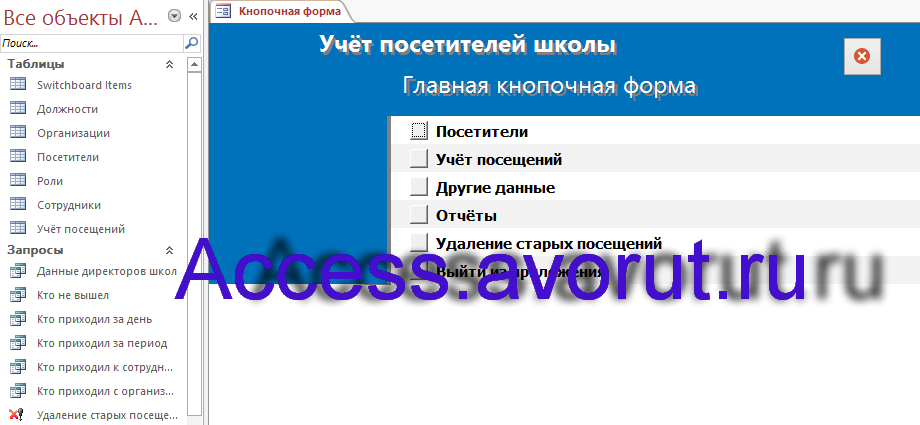 Все объекты A...
Поиск...
Таблицы
Switchboard Items
Должности
Организации
Посетители
Роли
Сотрудники
Учёт посещений
Запросы
Данные директоров школ
Кто не вышел
Кто приходил за день
Кто приходил за период
Кто приходил к сотрудн...
Кто приходил с организ...
Удаление старых посеще...
Кнопочная форма
Учёт посетителей школы
Главная кнопочная форма
Посетители
Учёт посещений
Другие данные
Отчёты
Удаление старых посещений
Выйти из приложения
Access.avorut.ru